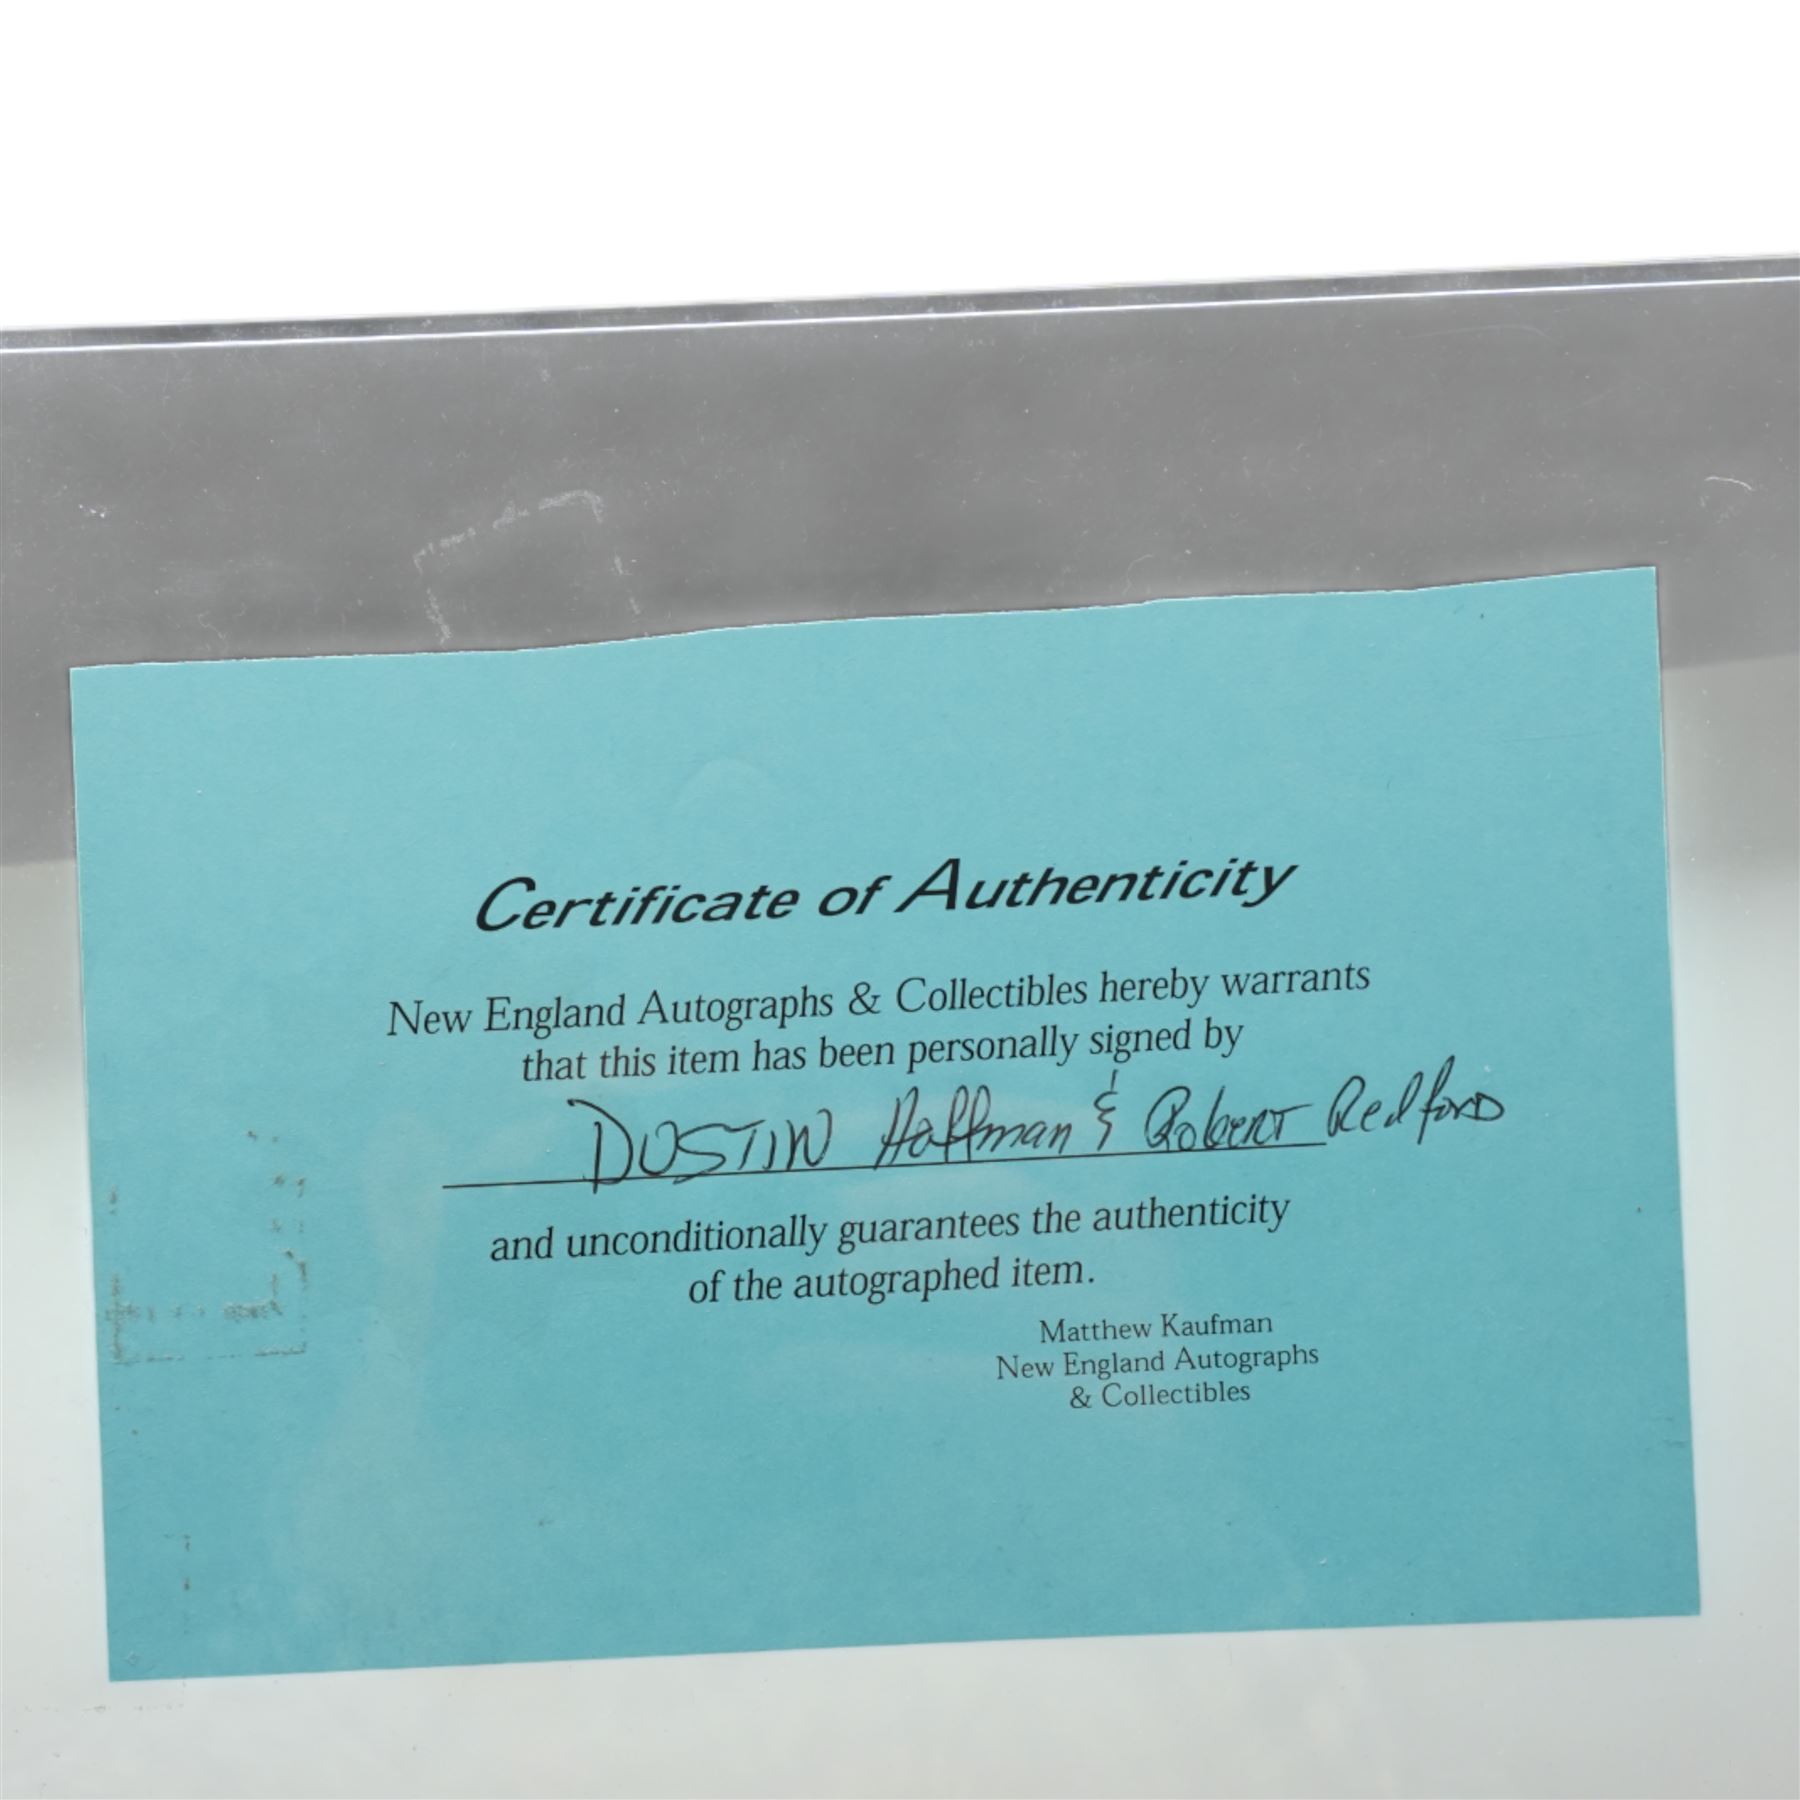 Certificate of Authenticity
New England Autographs & Collectibles hereby warrants
that this item has been personally signed by
DUSTIN Hoffman & Robert Redford
and unconditionally guarantees the authenticity
of the autographed item.
Matthew Kaufman
New England Autographs
& Collectibles